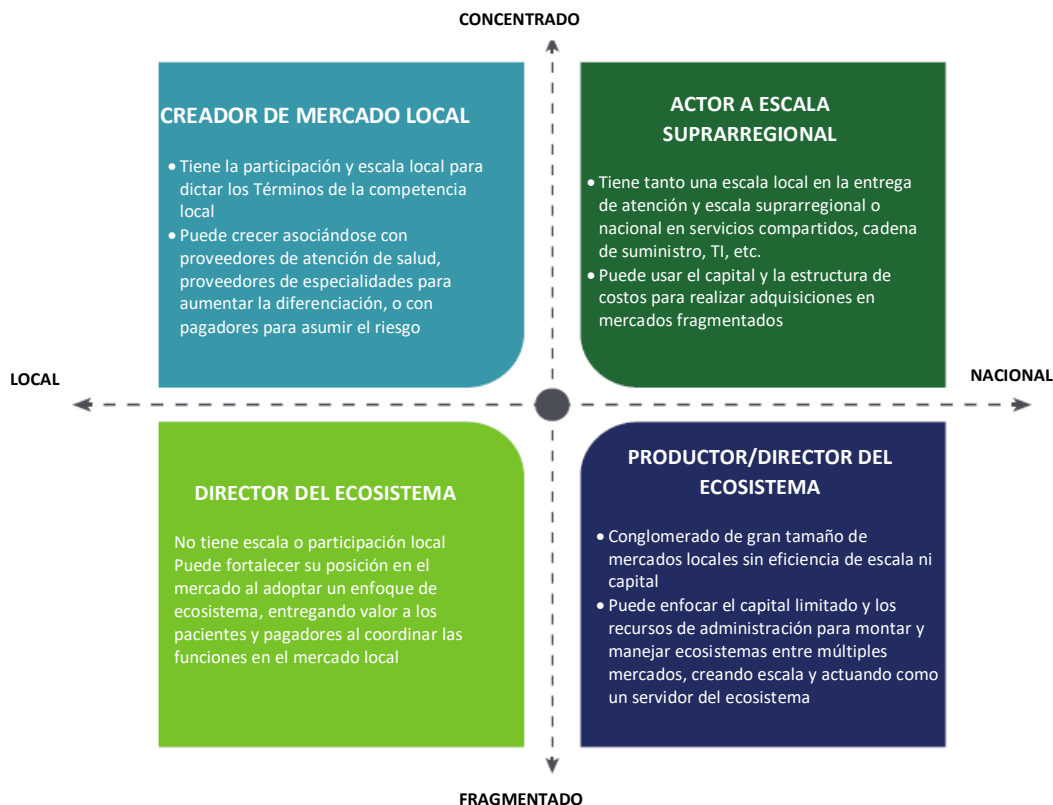 CONCENTRADO
CREADOR DE MERCADO LOCAL
• Tiene la participación y escala local para
dictar los Términos de la competencia
local
• Puede crecer asociándose con
proveedores de atención de salud,
proveedores de especialidades para
aumentar la diferenciación, o con
pagadores para asumir el riesgo
ACTOR A ESCALA
SUPRARREGIONAL
• Tiene tanto una escala local en la entrega
de atención y escala suprarregional o
nacional en servicios compartidos, cadena
de suministro, TI, etc.
• Puede usar el capital y la estructura de
costos para realizar adquisiciones en
mercados fragmentados
LOCAL
NACIONAL
DIRECTOR DEL ECOSISTEMA
No tiene escala o participación local
Puede fortalecer su posición en el
mercado al adoptar un enfoque de
ecosistema, entregando valor a los
pacientes y pagadores al coordinar las
funciones en el mercado local
PRODUCTOR/DIRECTOR DEL
ECOSISTEMA
• Conglomerado de gran tamaño de
mercados locales sin eficiencia de escala ni
capital
• Puede enfocar el capital limitado y los
recursos de administración para montar y
manejar ecosistemas entre múltiples
mercados, creando escala y actuando como
un servidor del ecosistema
FRAGMENTADO